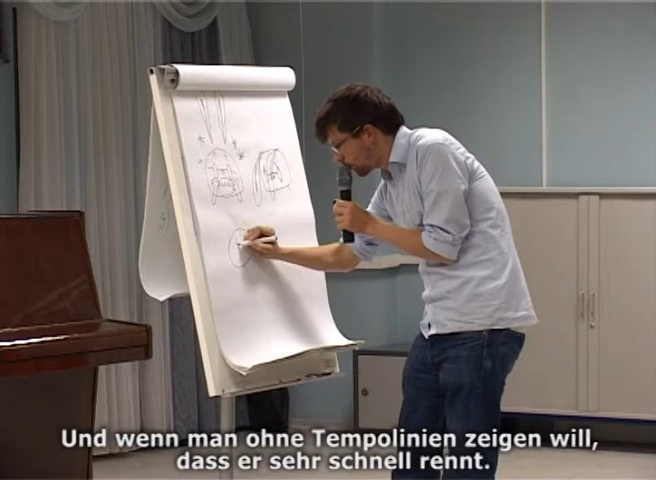 Und wenn man ohne Tempolinien zeigen will,
dass er sehr schnell rennt.